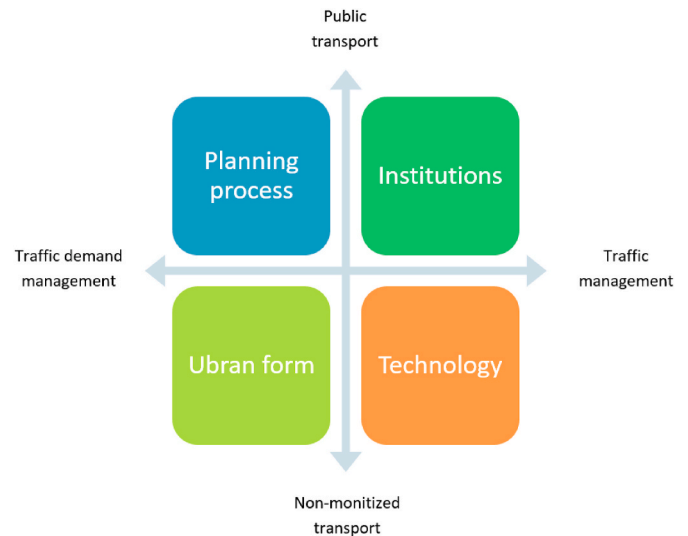 Public
transport
Planning
process
Institutions
Traffic demand
management
Traffic
management
Ubran form
Technology
Non-monitized
transport